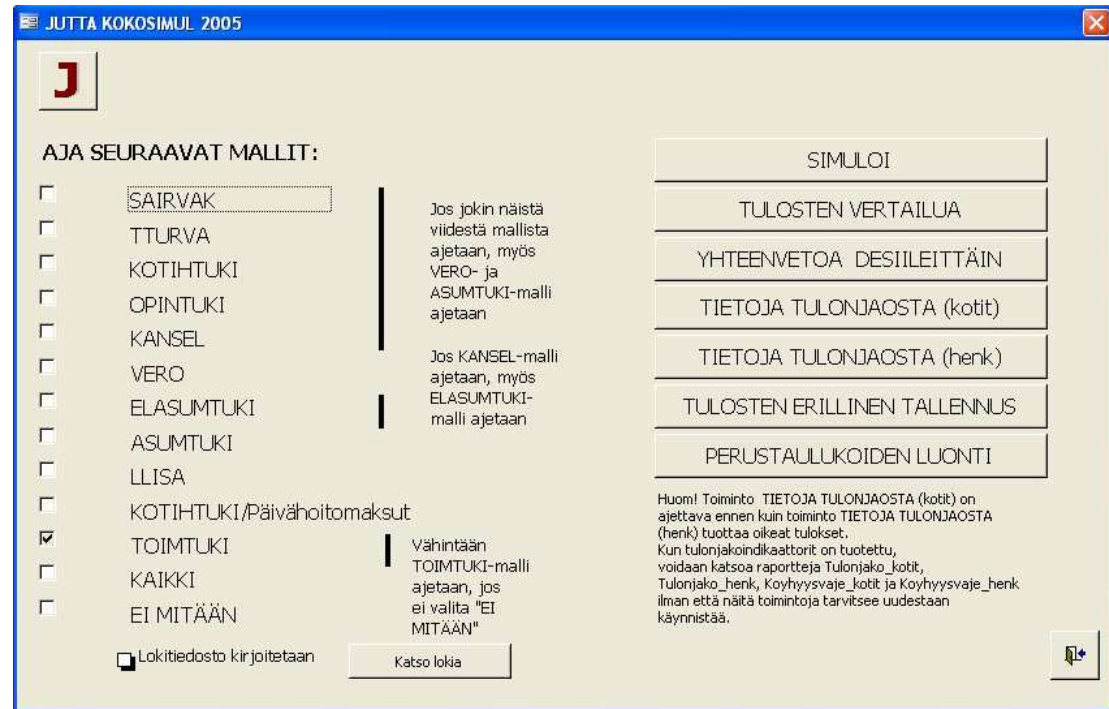 JUTTA KOKOSIMUL 2005
J
AJA SEURAAVAT MALLIT:
SAIRVAK
TTURVA
KOTIHTUKI
OPINTUKI
KANSEL
VERO
ELASUMTUKI
ASUMTUKI
LLISA
KOTIHTUKI/Päivähoitomaksut
TOIMTUKI
KAIKKI
EI MITÄÄN
Lokitiedosto kirjoitetaan
Katso lokia
Jos jokin näistä
viidestä mallista
ajetaan, myös
VERO- ja
ASUMTUKI-malli
ajetaan
Jos KANSEL-malli
ajetaan, myös
ELASUMTUKI-
malli ajetaan
Vähintään
TOIMTUKI-malli
ajetaan, jos
ei valita "EI
MITÄÄN"
SIMULOI
TULOSTEN VERTAILUA
YHTEENVETOA DESIILEITTÄIN
TIETOJA TULONJAOSTA (kotit)
TIETOJA TULONJAOSTA (henk)
TULOSTEN ERILLINEN TALLENNUS
PERUSTAULUKOIDEN LUONTI
Huom! Toiminto TIETOJA TULONJAOSTA (kotit) on
ajettava ennen kuin toiminto TIETOJA TULONJAOSTA
(henk) tuottaa oikeat tulokset.
Kun tulonjakoindikaattorit on tuotettu,
voidaan katsoa raportteja Tulonjako_kotit,
Tulonjako_henk, Koyhyysvaje_kotit ja Koyhyysvaje_henk
ilman että näitä toimintoja tarvitsee uudestaan
käynnistää.